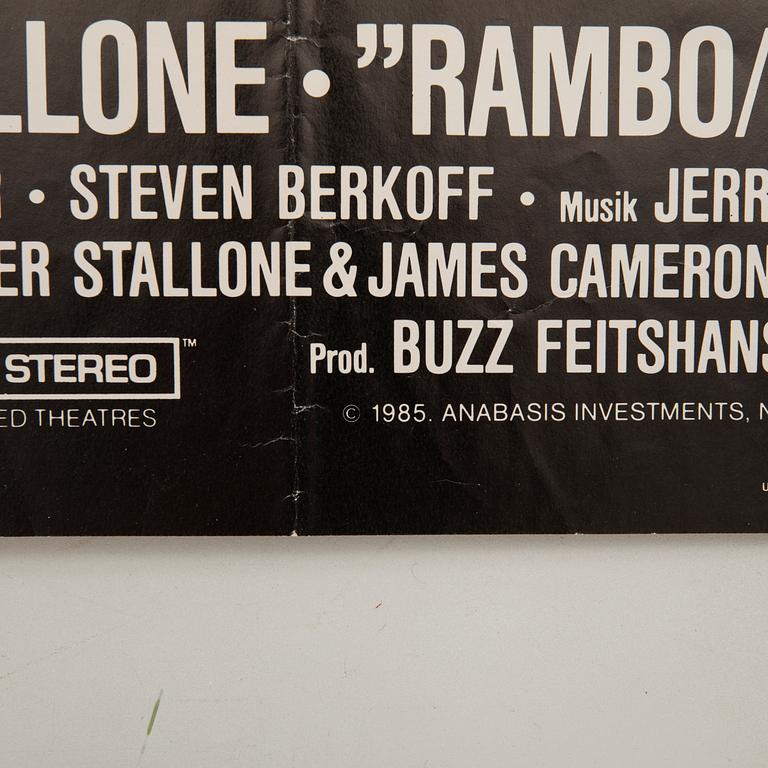 LLONE • ”RAMBO/
R • STEVEN BERKOFF • Musik JERR
ER STALLONE & JAMES CAMERON
Prod. BUZZ FEITSHANS
STEREO ™
ED THEATRES
© 1985. ANABASIS INVESTMENTS, N
U